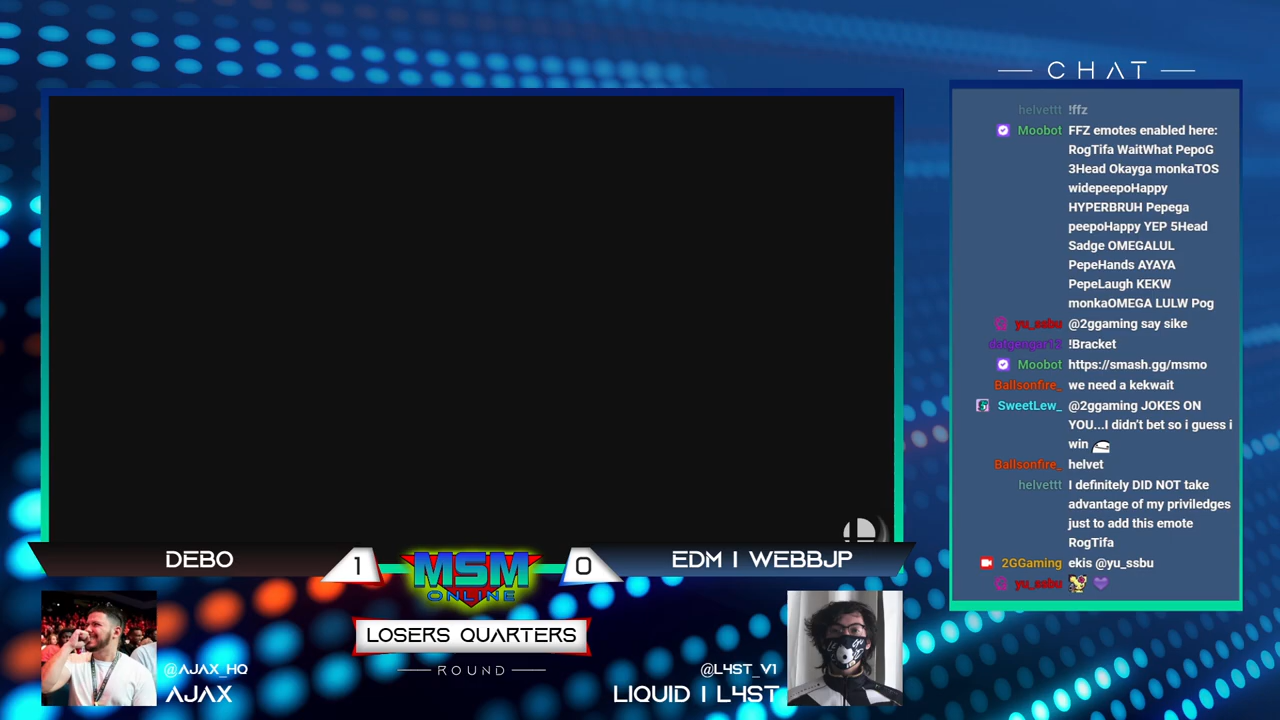 CHAT
helvettt !ffz
Moobot FFZ emotes enabled here:
RogTifa WaitWhat PepoG
3Head Okayga monkaTOS
widepeepoHappy
HYPERBRUH Pepega
peepoHappy YEP 5Head
Sadge OMEGALUL
PepeHands AYAYA
PepeLaugh KEKW
monkaOMEGA LULW Pog
yu_ssbu @2ggaming say sike
!Bracket
Moobot https://smash.gg/msmo
Ballsonfire_ we need a kekwait
SweetLew_ @2ggaming JOKES ON
YOU...I didn't bet so i guess i
win
Ballsonfire_ helvet
helvettt I definitely DID NOT take
advantage of my priviledges
just to add this emote
RogTifa
2GGaming ekis @yu_ssbu
yu_ssbu
DEBO 1 MSM 0 EDM | WEBBJP
ONLINE
LOSERS QUARTERS
ROUND
@AJAX_HQ
AJAX
@L4ST_V1
LIQUID | L4ST